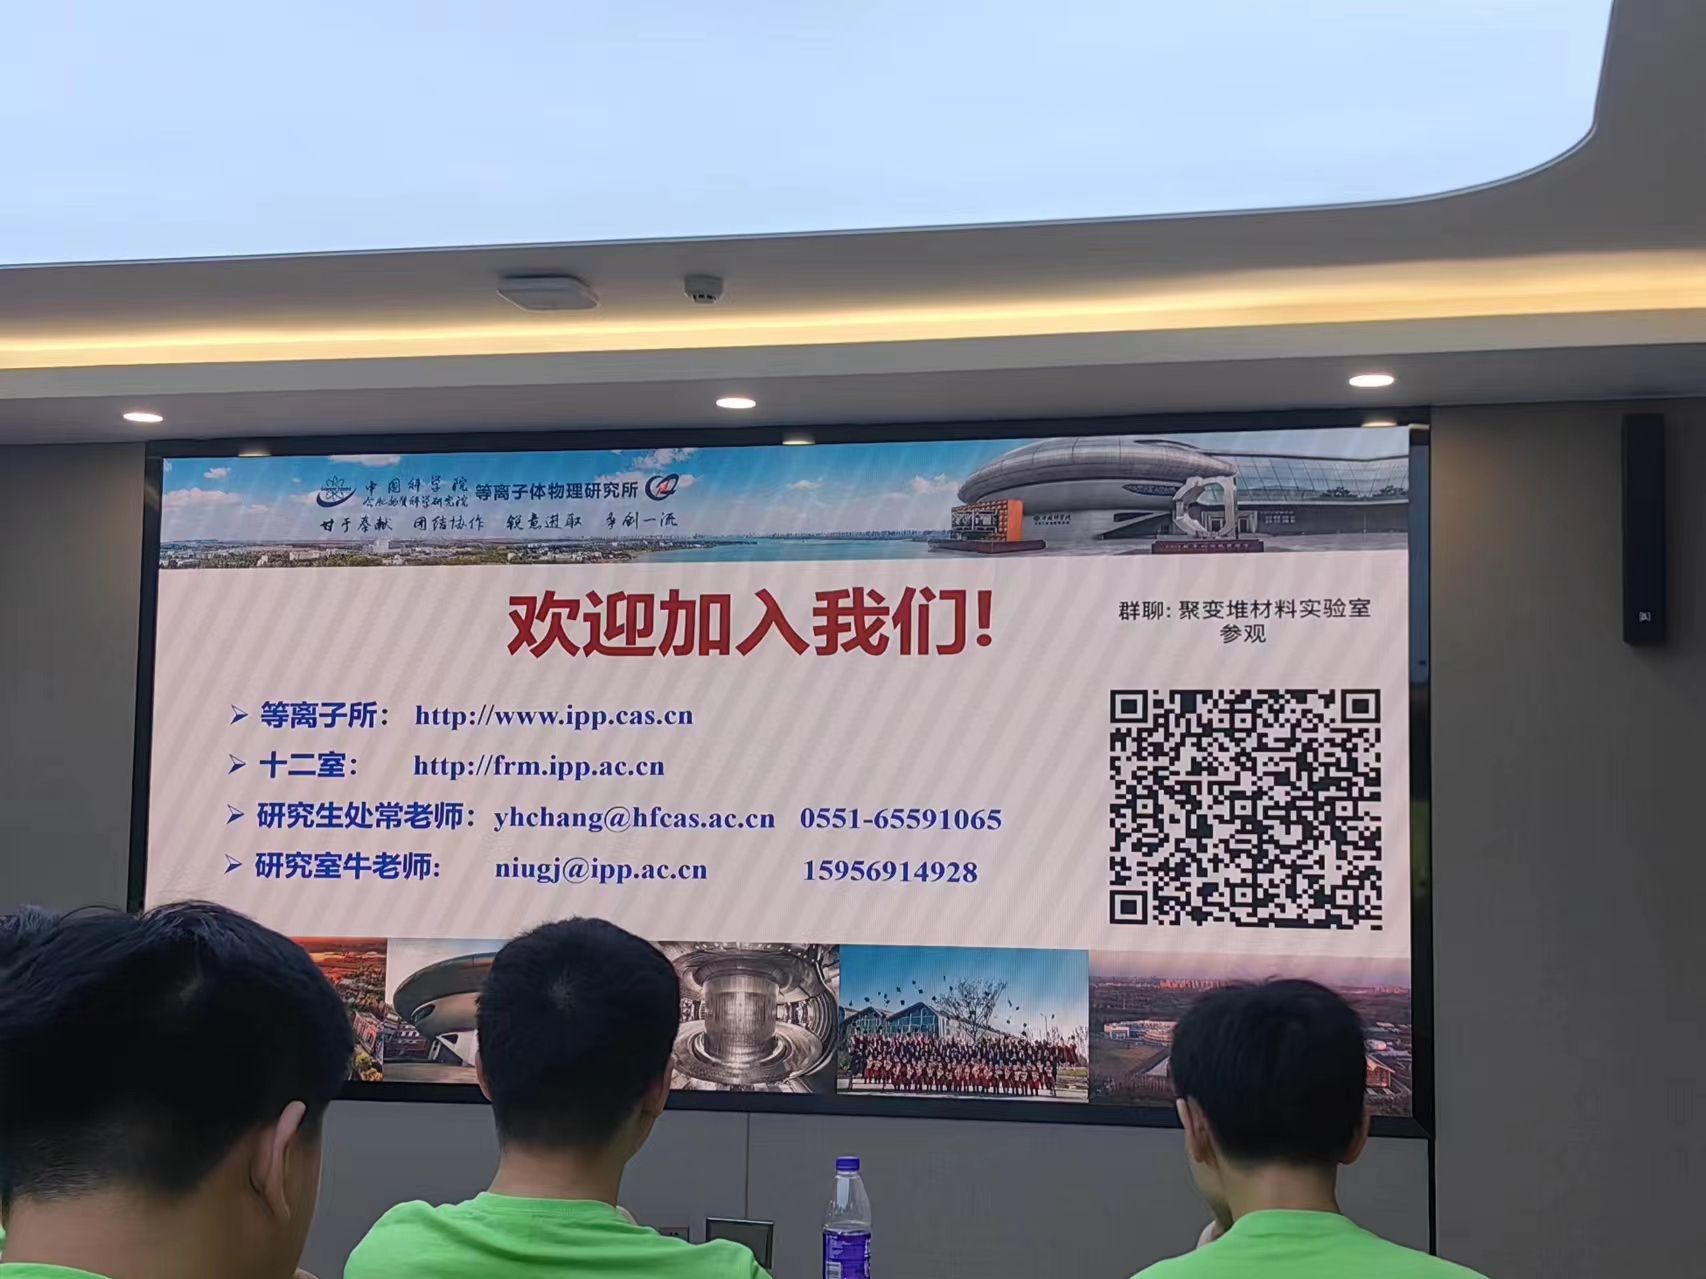 中国科学院
合肥物质科学研究院
等离子体物理研究所
甘于奉献 团结协作 锐意进取 争创一流
欢迎加入我们!
群聊: 聚变堆材料实验室
参观
➢ 等离子所： http://www.ipp.cas.cn
➢ 十二室： http://frm.ipp.ac.cn
➢ 研究生处常老师：yhchang@hfcas.ac.cn 0551-65591065
➢ 研究室牛老师: niugj@ipp.ac.cn 15956914928